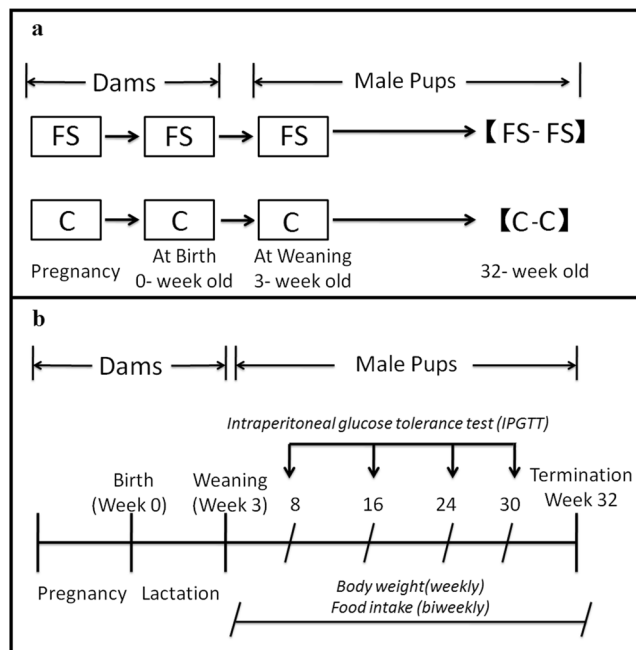 a
Dams
Male Pups
FS
FS
FS
【 FS- FS】
C
C
C
【C-C】
Pregnancy
At Birth
0- week old
At Weaning
3- week old
32- week old
b
Dams
Male Pups
Intraperitoneal glucose tolerance test (IPGTT)
Birth
(Week 0)
Weaning
(Week 3)
8
16
24
30
Termination
Week 32
Pregnancy
Lactation
Body weight(weekly)
Food intake (biweekly)